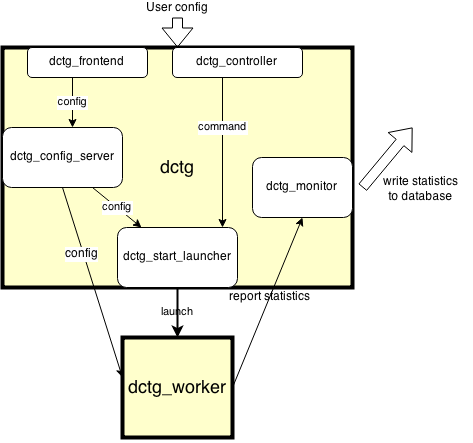 User config
dctg_frontend
dctg_controller
config
command
dctg_config_server
dctg
dctg_monitor
write statistics
to database
config
config
dctg_start_launcher
report statistics
launch
dctg_worker